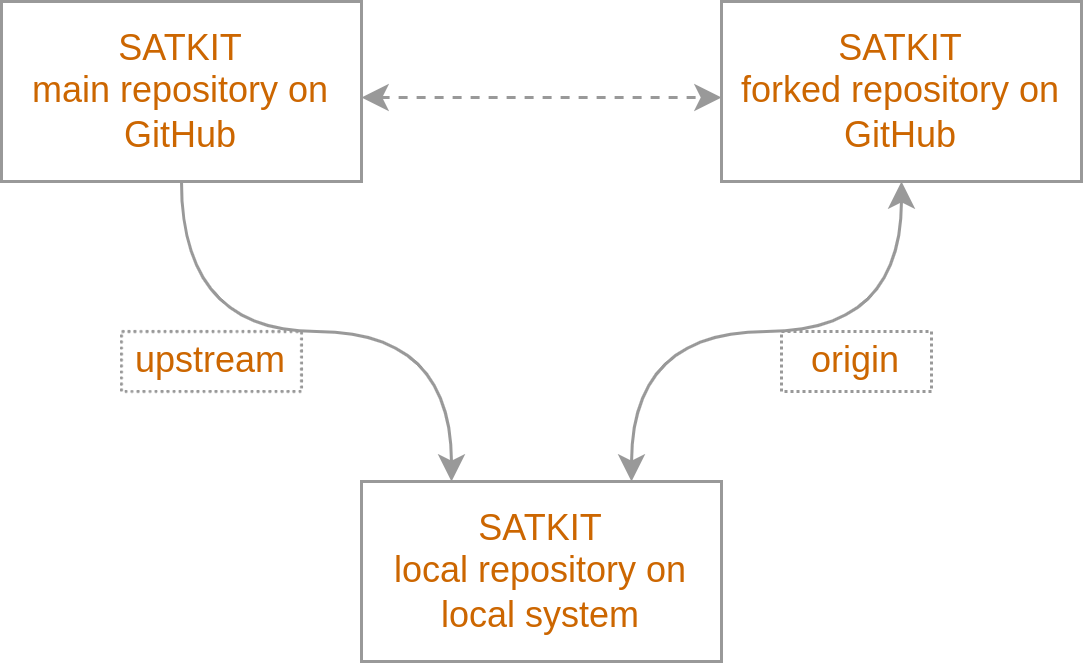 SATKIT
main repository on
GitHub
SATKIT
forked repository on
GitHub
upstream
origin
SATKIT
local repository on
local system